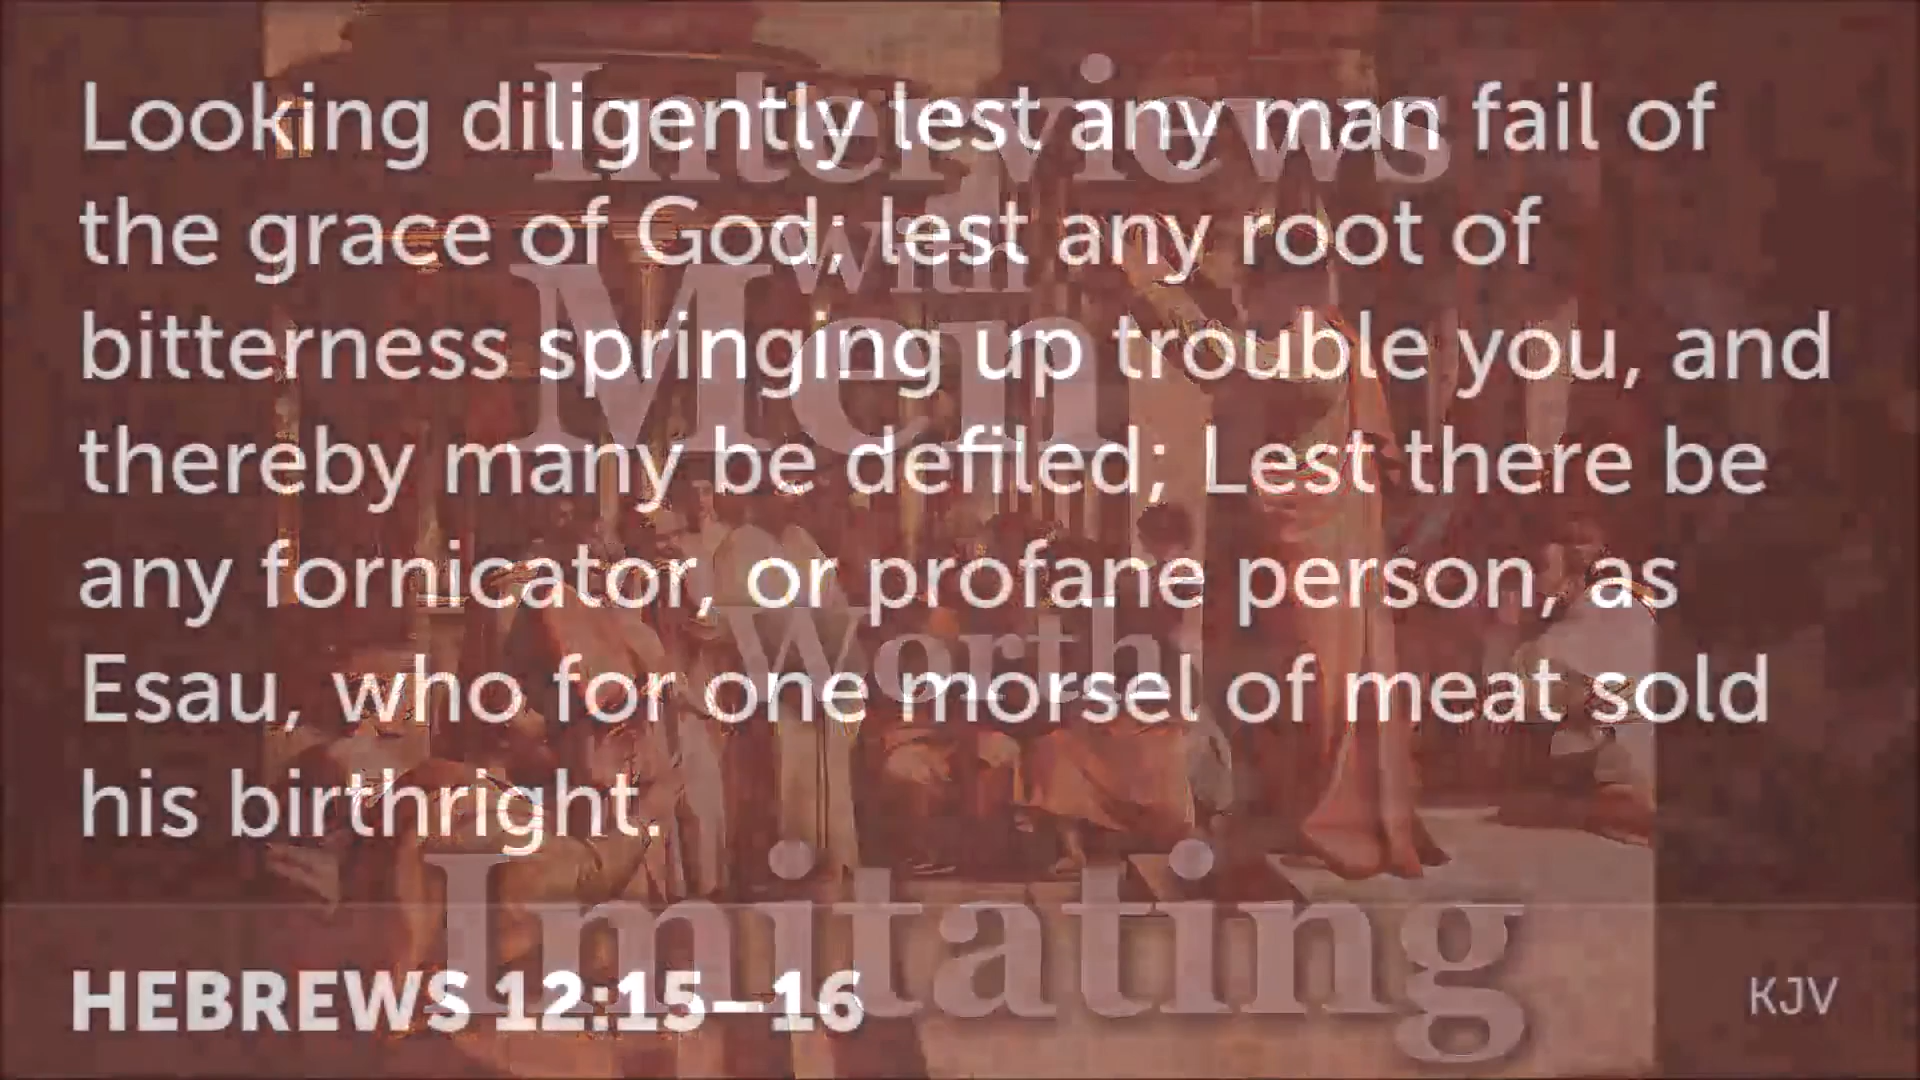 Looking diligently lest any man fail of
the grace of God; lest any root of
bitterness springing up trouble you, and
thereby many be defiled; Lest there be
any fornicator, or profane person, as
Esau, who for one morsel of meat sold
his birthright.
HEBREWS 12:15–16
KJV
Interviews
with
Men
Worth
Imitating